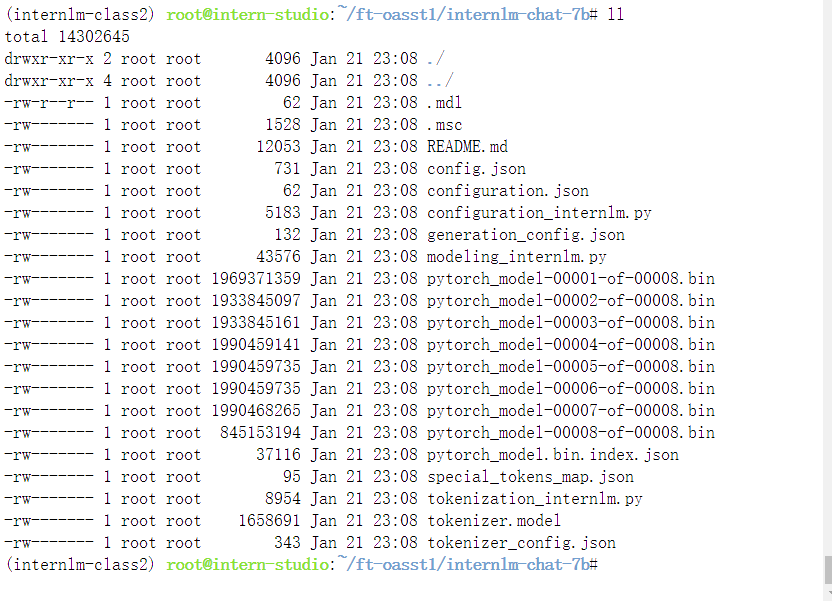 (internlm-class2) root@intern-studio:~/ft-oasst1/internlm-chat-7b# ll
total 14302645
drwxr-xr-x 2 root root       4096 Jan 21 23:08 ./
drwxr-xr-x 4 root root       4096 Jan 21 23:08 ../
-rw-r--r-- 1 root root         62 Jan 21 23:08 .mdl
-rw------- 1 root root       1528 Jan 21 23:08 .msc
-rw------- 1 root root      12053 Jan 21 23:08 README.md
-rw------- 1 root root        731 Jan 21 23:08 config.json
-rw------- 1 root root         62 Jan 21 23:08 configuration.json
-rw------- 1 root root       5183 Jan 21 23:08 configuration_internlm.py
-rw------- 1 root root        132 Jan 21 23:08 generation_config.json
-rw------- 1 root root      43576 Jan 21 23:08 modeling_internlm.py
-rw------- 1 root root 1969371359 Jan 21 23:08 pytorch_model-00001-of-00008.bin
-rw------- 1 root root 1933845097 Jan 21 23:08 pytorch_model-00002-of-00008.bin
-rw------- 1 root root 1933845161 Jan 21 23:08 pytorch_model-00003-of-00008.bin
-rw------- 1 root root 1990459141 Jan 21 23:08 pytorch_model-00004-of-00008.bin
-rw------- 1 root root 1990459735 Jan 21 23:08 pytorch_model-00005-of-00008.bin
-rw------- 1 root root 1990459735 Jan 21 23:08 pytorch_model-00006-of-00008.bin
-rw------- 1 root root 1990468265 Jan 21 23:08 pytorch_model-00007-of-00008.bin
-rw------- 1 root root  845153194 Jan 21 23:08 pytorch_model-00008-of-00008.bin
-rw------- 1 root root      37116 Jan 21 23:08 pytorch_model.bin.index.json
-rw------- 1 root root         95 Jan 21 23:08 special_tokens_map.json
-rw------- 1 root root       8954 Jan 21 23:08 tokenization_internlm.py
-rw------- 1 root root    1658691 Jan 21 23:08 tokenizer.model
-rw------- 1 root root        343 Jan 21 23:08 tokenizer_config.json
(internlm-class2) root@intern-studio:~/ft-oasst1/internlm-chat-7b#